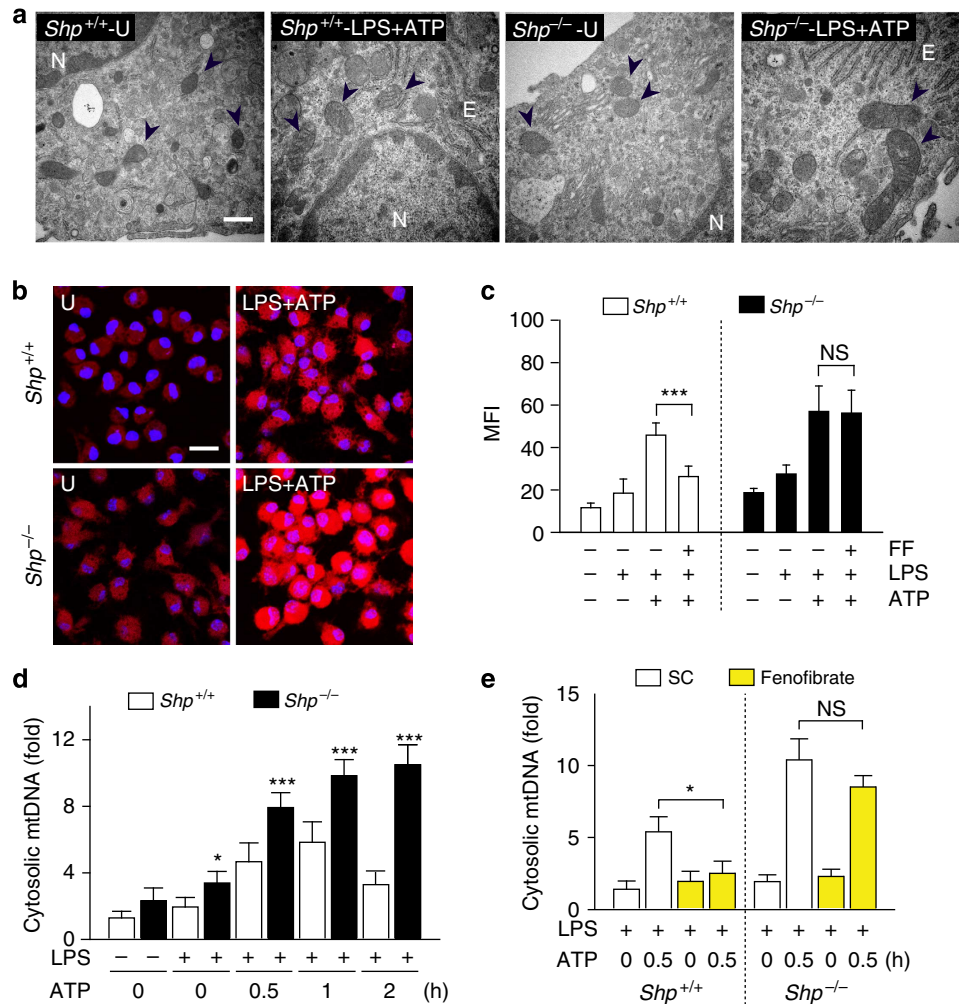 a
Shp+/+-U
Shp+/+-LPS+ATP
Shp−/−-U
Shp−/−-LPS+ATP
N
E
N
N
E
b
U
LPS+ATP
Shp+/+
U
LPS+ATP
Shp−/−
c
Shp+/+ Shp−/−
MFI
100
80
60
40
20
0
***
NS
− − − + − − − + FF
− + + + − + + + LPS
− − + + − − + + ATP
d
Shp+/+ Shp−/−
Cytosolic mtDNA (fold)
12
8
4
0
*
***
***
***
LPS − − + + + + + + + +
ATP 0 0 0.5 1 2 (h)
e
SC Fenofibrate
Cytosolic mtDNA (fold)
15
10
5
0
*
NS
LPS + + + + + + + +
ATP 0 0.5 0 0.5 0 0.5 0 0.5 (h)
Shp+/+ Shp−/−